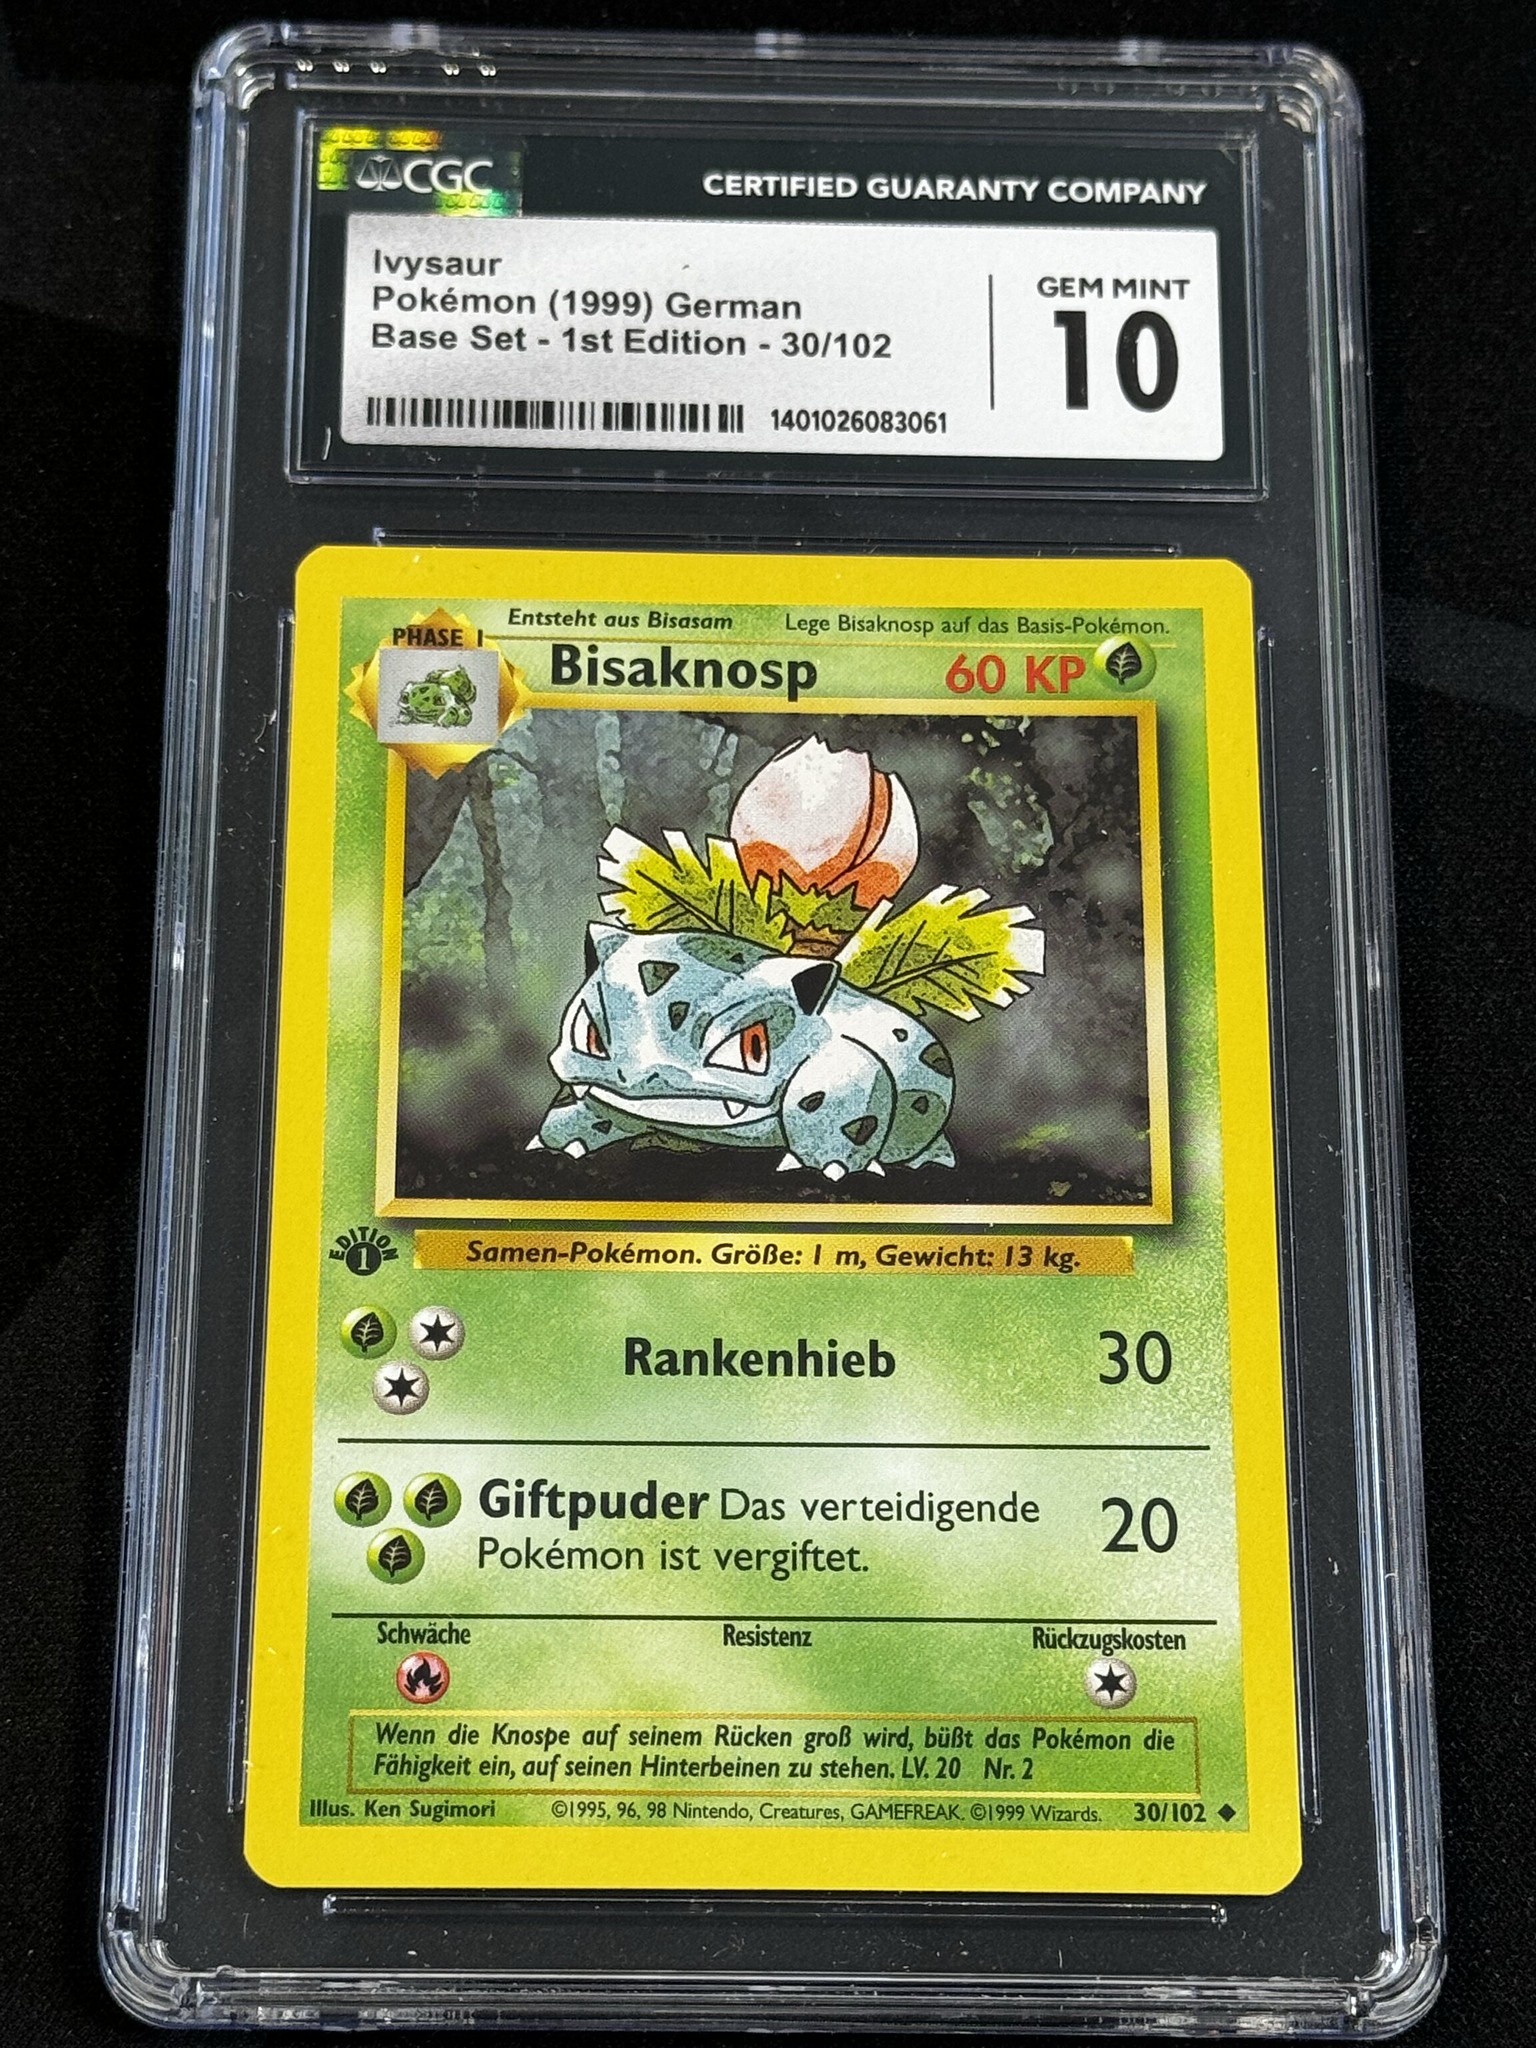 CGC
CERTIFIED GUARANTY COMPANY
Ivysaur
Pokémon (1999) German
Base Set - 1st Edition - 30/102
1401026083061
GEM MINT
10
PHASE I
Entsteht aus Bisasam
Lege Bisaknosp auf das Basis-Pokémon.
Bisaknosp
60 KP
EDITION
1
Samen-Pokémon. Größe: 1 m, Gewicht: 13 kg.
Rankenhieb
30
Giftpuder Das verteidigende
Pokémon ist vergiftet.
20
Schwäche
Resistenz
Rückzugskosten
Wenn die Knospe auf seinem Rücken groß wird, büßt das Pokémon die
Fähigkeit ein, auf seinen Hinterbeinen zu stehen. LV. 20 Nr. 2
Illus. Ken Sugimori
©1995, 96, 98 Nintendo, Creatures, GAMEFREAK. ©1999 Wizards.
30/102